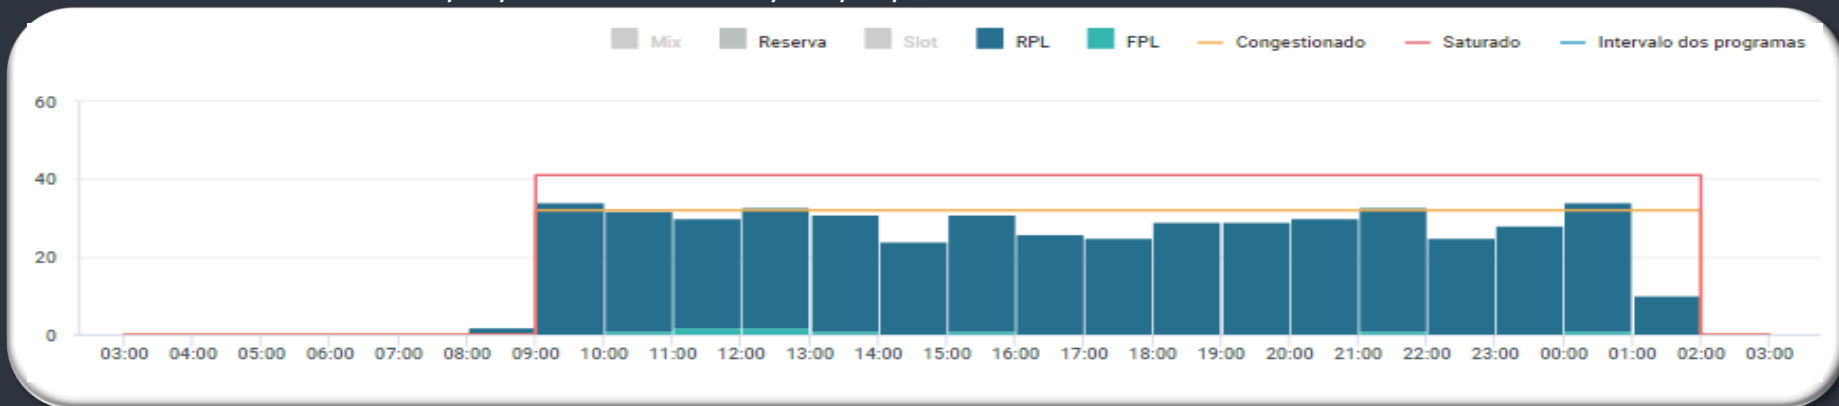 Mix Reserva Slot RPL FPL Congestionado Saturado Intervalo dos programas
60
40
20
0
03:00 04:00 05:00 06:00 07:00 08:00 09:00 10:00 11:00 12:00 13:00 14:00 15:00 16:00 17:00 18:00 19:00 20:00 21:00 22:00 23:00 00:00 01:00 02:00 03:00